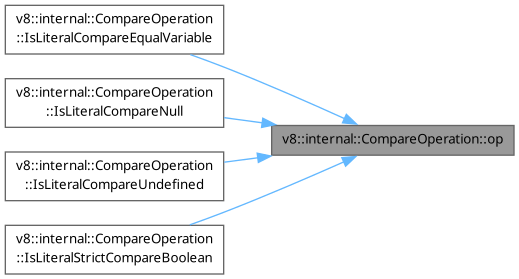 v8::internal::CompareOperation
::IsLiteralCompareEqualVariable
v8::internal::CompareOperation
::IsLiteralCompareNull
v8::internal::CompareOperation::op
v8::internal::CompareOperation
::IsLiteralCompareUndefined
v8::internal::CompareOperation
::IsLiteralStrictCompareBoolean